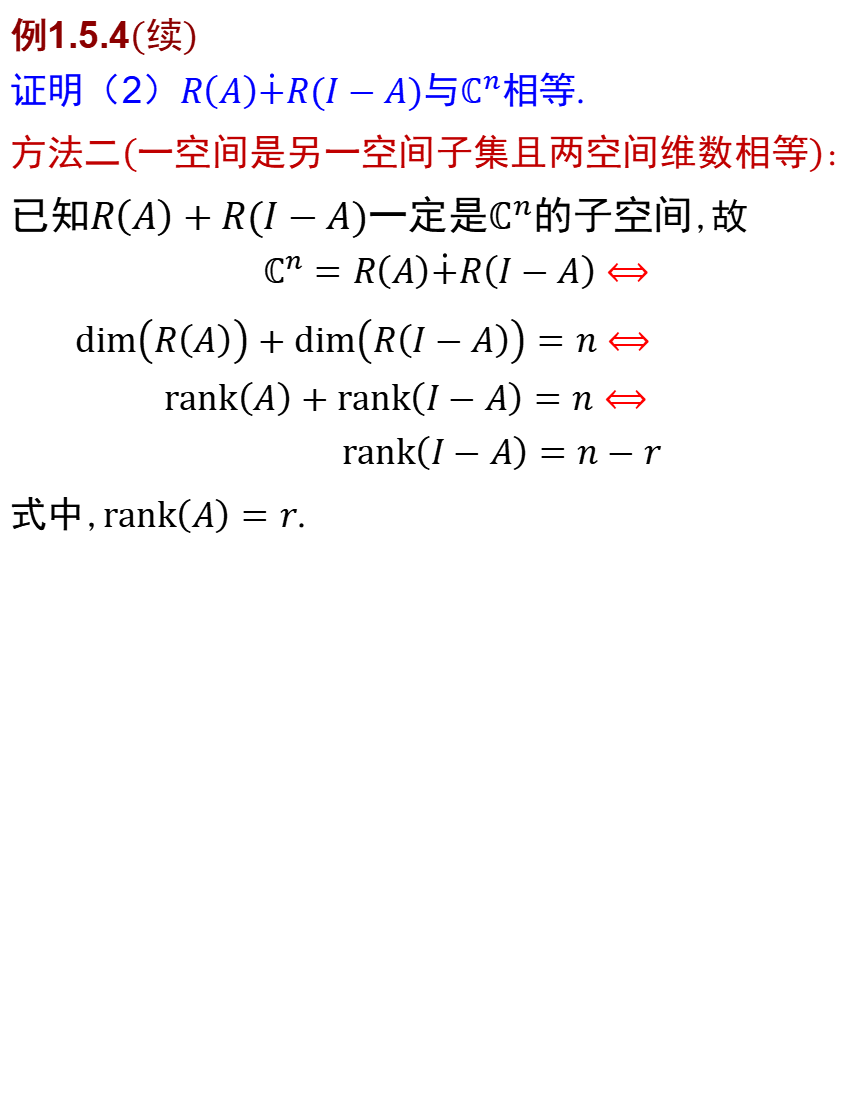 例1.5.4(续)
证明（2）R(A)∔R(I − A)与ℂⁿ相等.
方法二(一空间是另一空间子集且两空间维数相等):
已知R(A) + R(I − A)一定是ℂⁿ的子空间,故
ℂⁿ = R(A)∔R(I − A) ⟺
dim(R(A)) + dim(R(I − A)) = n ⟺
rank(A) + rank(I − A) = n ⟺
rank(I − A) = n − r
式中,rank(A) = r.